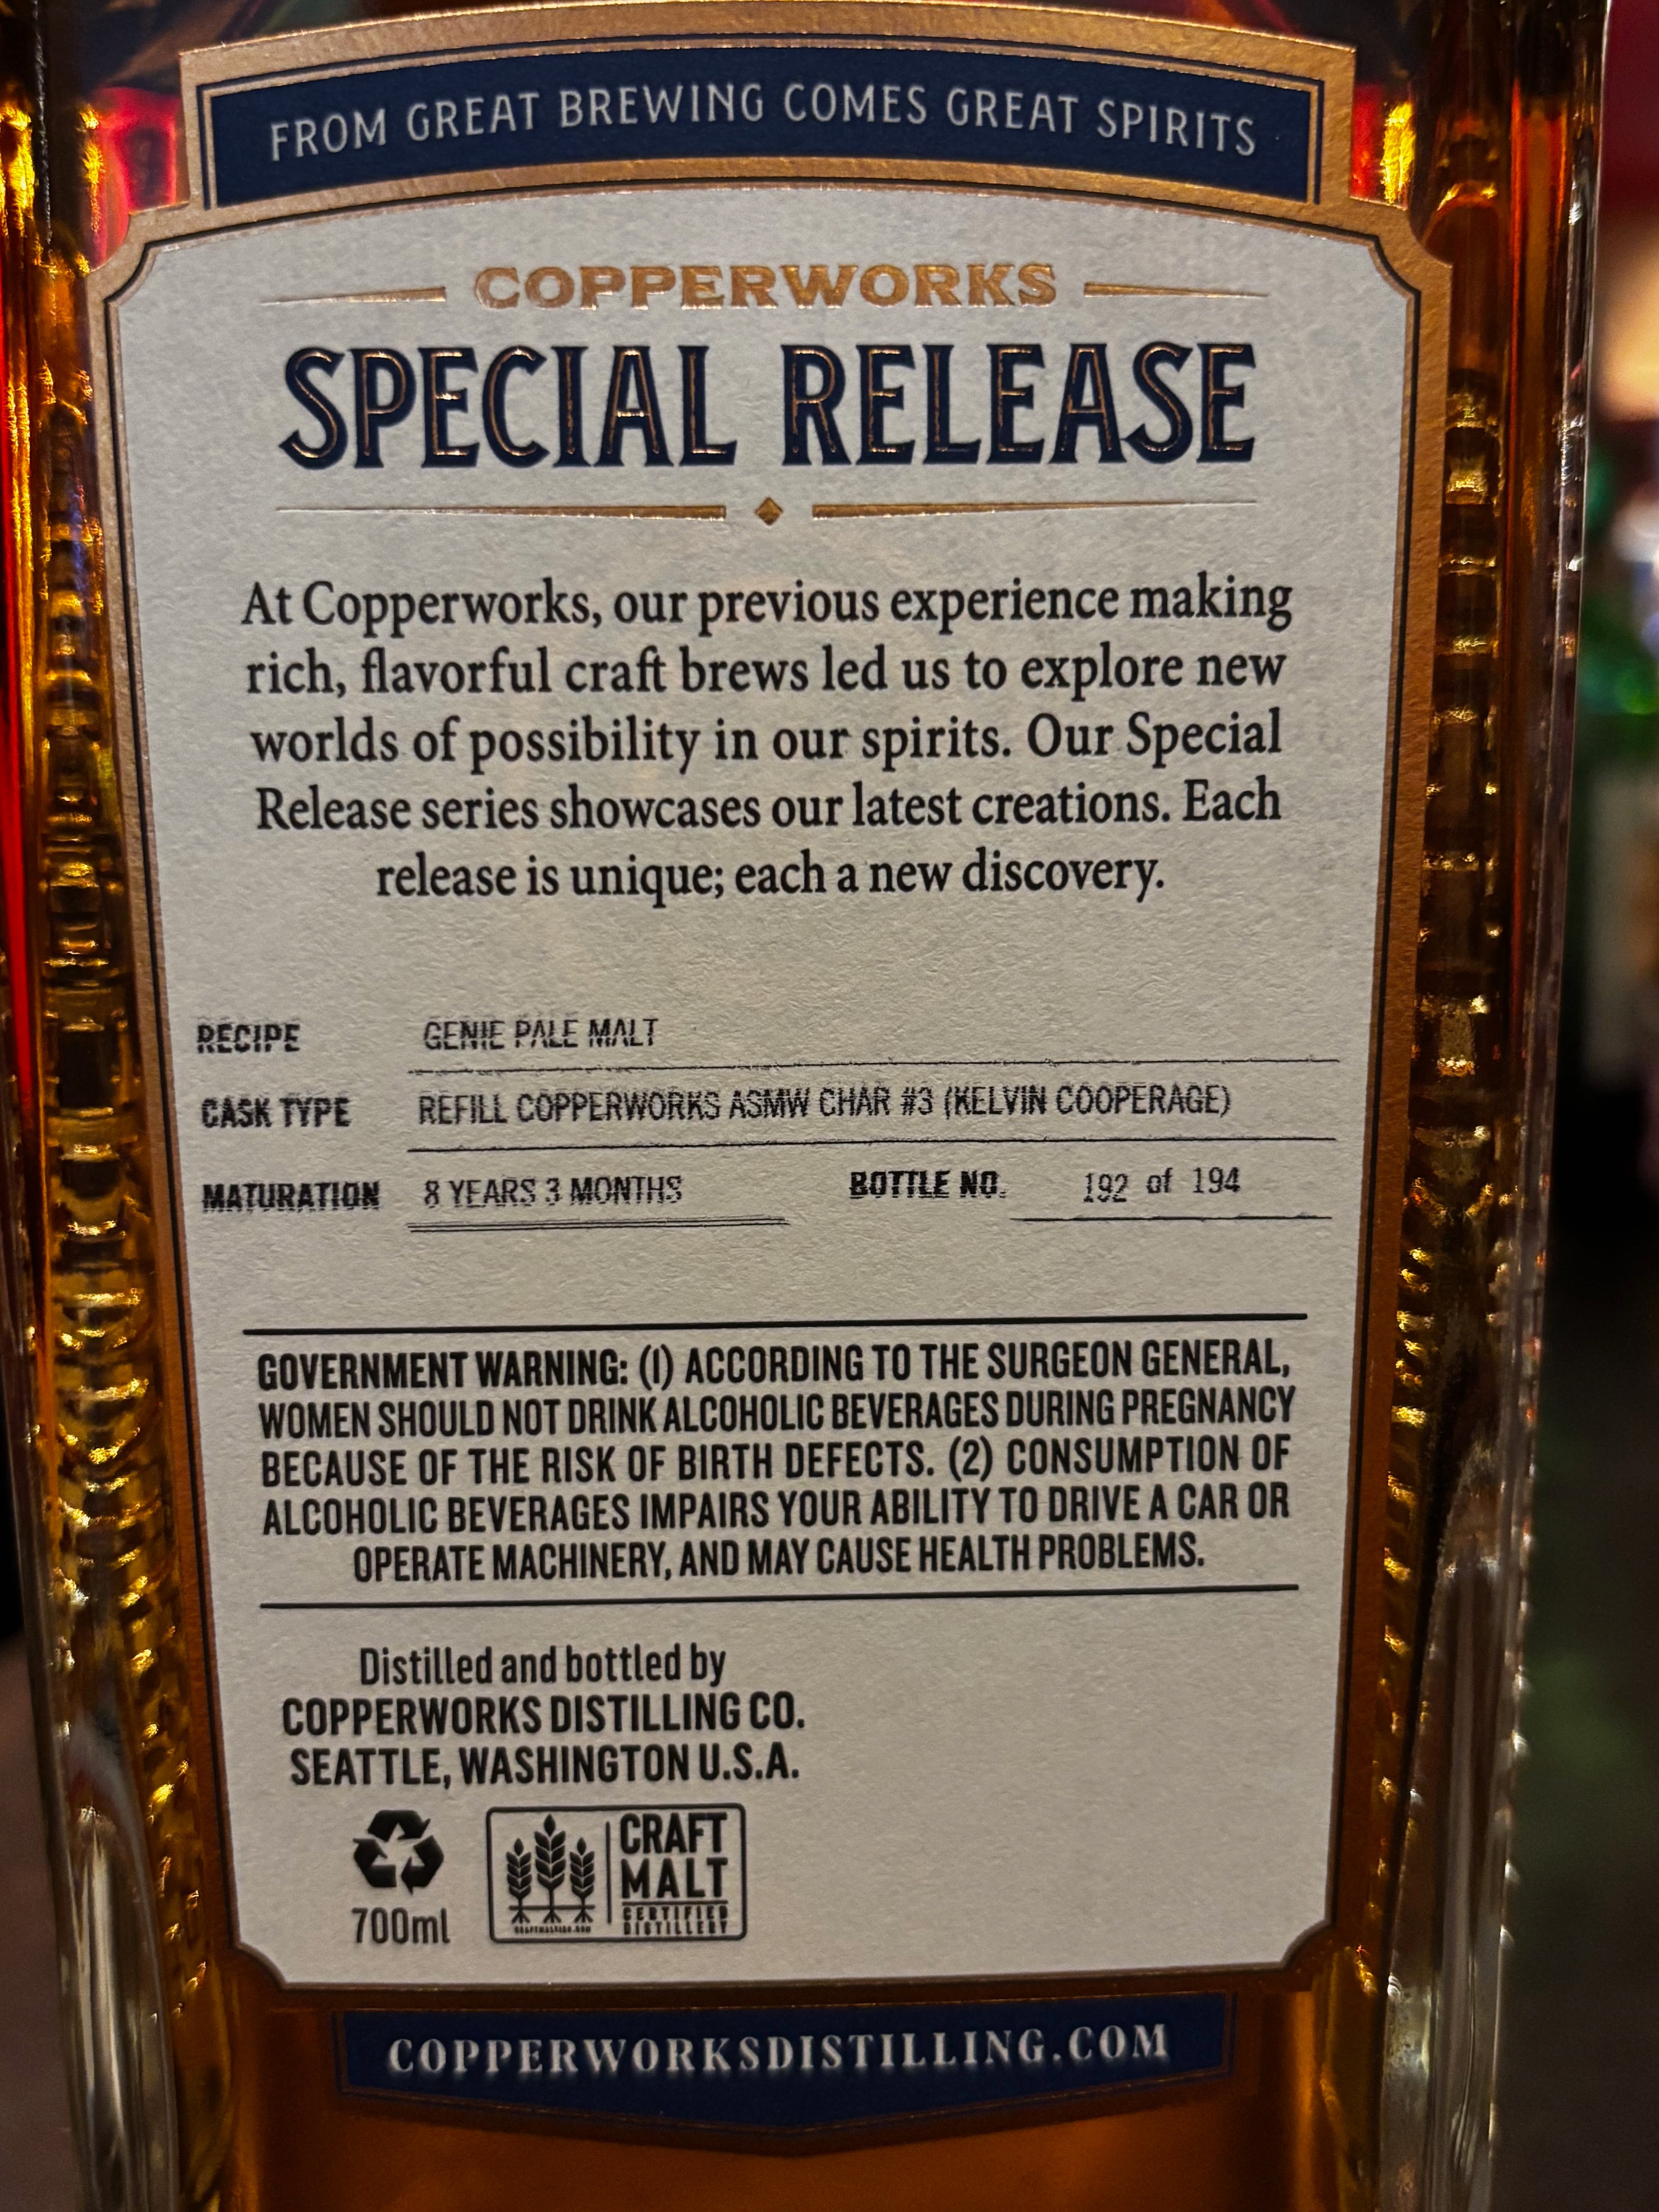 FROM GREAT BREWING COMES GREAT SPIRITS
COPPERWORKS
SPECIAL RELEASE
At Copperworks, our previous experience making
rich, flavorful craft brews led us to explore new
worlds of possibility in our spirits. Our Special
Release series showcases our latest creations. Each
release is unique; each a new discovery.
RECIPE GENIE PALE MALT
CASK TYPE REFILL COPPERWORKS ASMW CHAR #3 (KELVIN COOPERAGE)
MATURATION 8 YEARS 3 MONTHS BOTTLE NO. 192 of 194
GOVERNMENT WARNING: (1) ACCORDING TO THE SURGEON GENERAL,
WOMEN SHOULD NOT DRINK ALCOHOLIC BEVERAGES DURING PREGNANCY
BECAUSE OF THE RISK OF BIRTH DEFECTS. (2) CONSUMPTION OF
ALCOHOLIC BEVERAGES IMPAIRS YOUR ABILITY TO DRIVE A CAR OR
OPERATE MACHINERY, AND MAY CAUSE HEALTH PROBLEMS.
Distilled and bottled by
COPPERWORKS DISTILLING CO.
SEATTLE, WASHINGTON U.S.A.
700ml
CRAFT
MALT
CERTIFIED
DISTILLERY
COPPERWORKSDISTILLING.COM